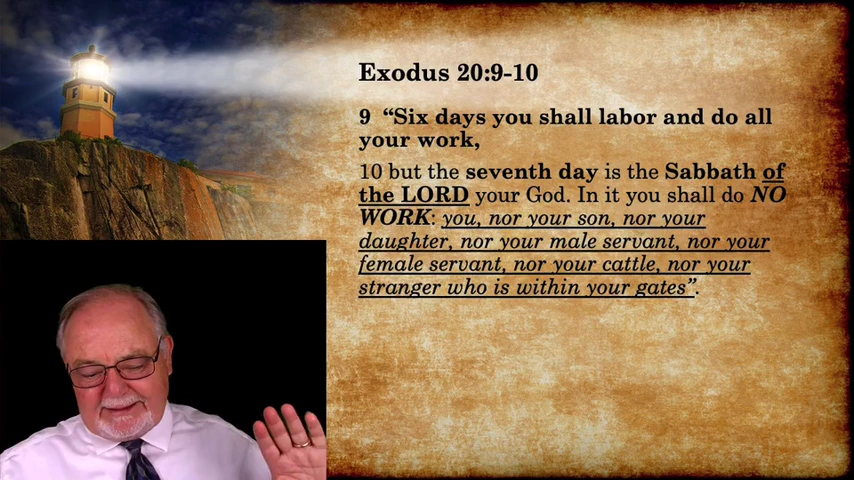 Exodus 20:9-10
9 “Six days you shall labor and do all
your work,
10 but the seventh day is the Sabbath of
the LORD your God. In it you shall do NO
WORK: you, nor your son, nor your
daughter, nor your male servant, nor your
female servant, nor your cattle, nor your
stranger who is within your gates”.